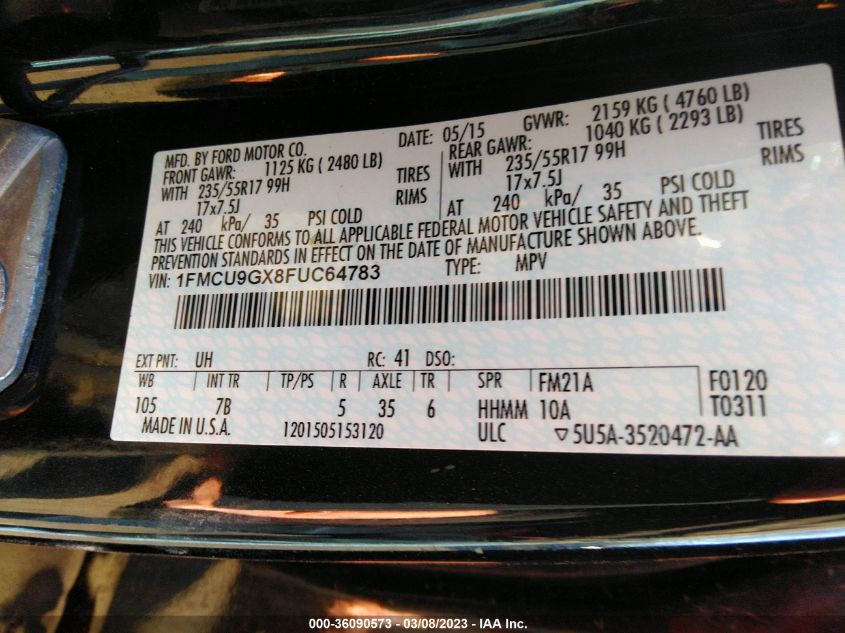 MFD. BY FORD MOTOR CO. DATE: 05/15 GVWR: 2159 KG ( 4760 LB)
FRONT GAWR: 1125 KG ( 2480 LB) REAR GAWR: 1040 KG ( 2293 LB)
WITH 235/55R17 99H TIRES WITH 235/55R17 99H TIRES
17x7.5J RIMS 17x7.5J RIMS
AT 240 kPa/ 35 PSI COLD AT 240 kPa/ 35 PSI COLD
THIS VEHICLE CONFORMS TO ALL APPLICABLE FEDERAL MOTOR VEHICLE SAFETY AND THEFT
PREVENTION STANDARDS IN EFFECT ON THE DATE OF MANUFACTURE SHOWN ABOVE.
VIN: 1FMCU9GX8FUC64783 TYPE: MPV
EXT PNT: UH RC: 41 DSO:
WB INT TR TP/PS R AXLE TR SPR FM21A F0120
105 7B 5 35 6 HHMM 10A T0311
MADE IN U.S.A. 1201505153120 ULC ▽5U5A-3520472-AA
000-36090573 - 03/08/2023 - IAA Inc.